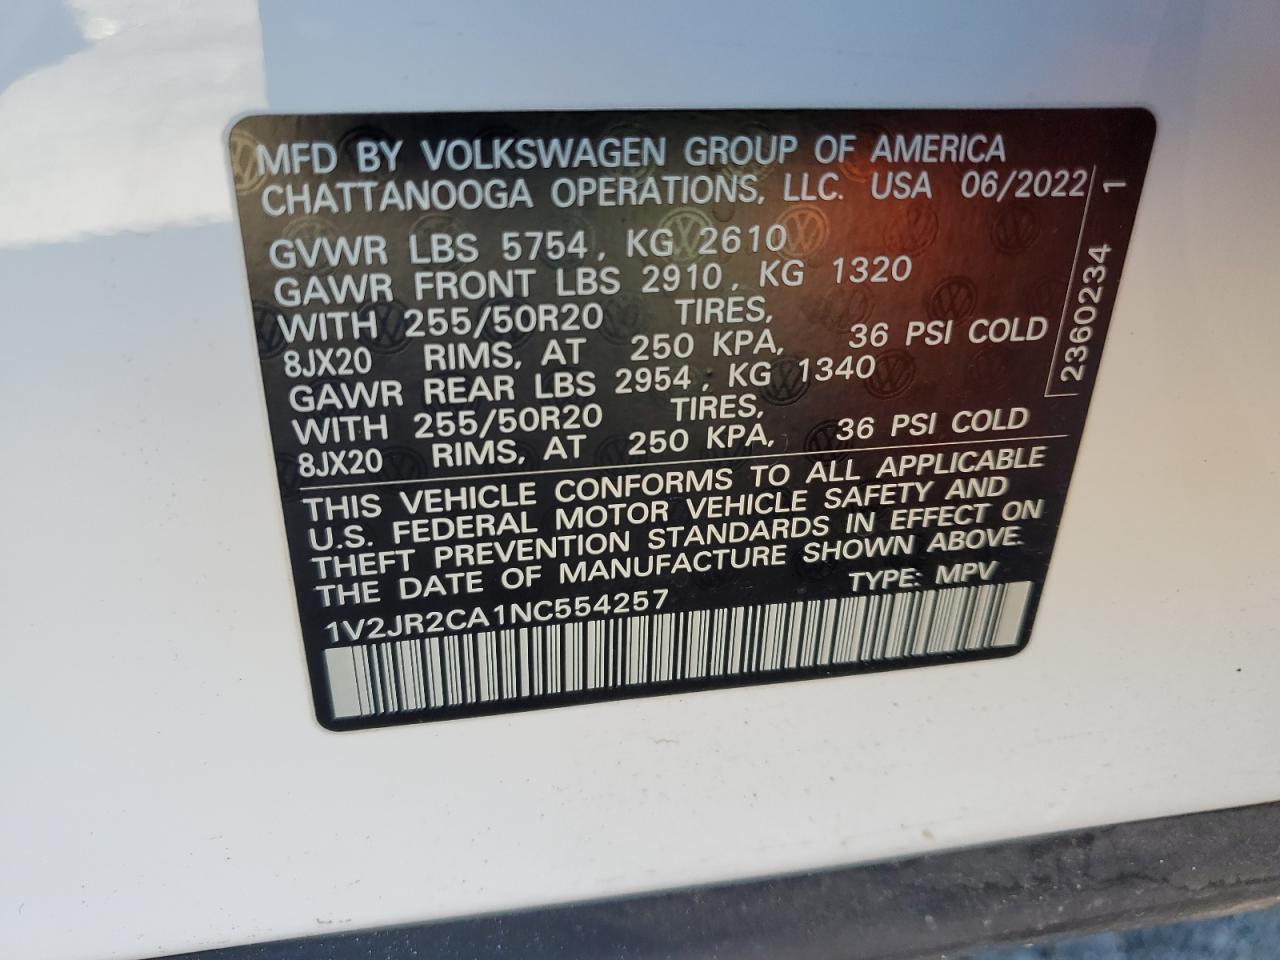 MFD BY VOLKSWAGEN GROUP OF AMERICA
CHATTANOOGA OPERATIONS, LLC. USA 06/2022
GVWR LBS 5754, KG 2610
GAWR FRONT LBS 2910, KG 1320
WITH 255/50R20 TIRES,
8JX20 RIMS, AT 250 KPA, 36 PSI COLD
GAWR REAR LBS 2954, KG 1340
WITH 255/50R20 TIRES,
8JX20 RIMS, AT 250 KPA, 36 PSI COLD
2360234 1
THIS VEHICLE CONFORMS TO ALL APPLICABLE
U.S. FEDERAL MOTOR VEHICLE SAFETY AND
THEFT PREVENTION STANDARDS IN EFFECT ON
THE DATE OF MANUFACTURE SHOWN ABOVE.
TYPE: MPV
1V2JR2CA1NC554257